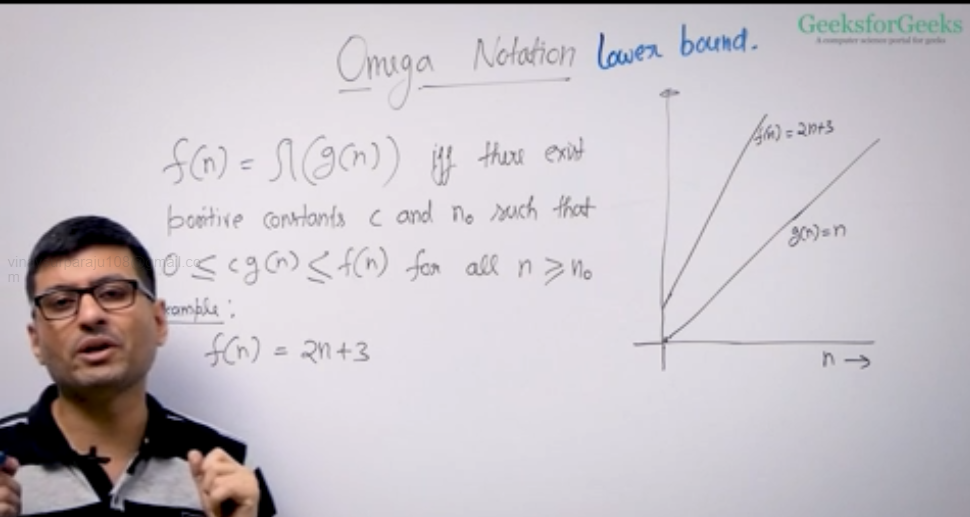 GeeksforGeeks
A computer science portal for geeks
Omega Notation lower bound.
f(n) = Ω(g(n)) iff there exist
positive constants c and n₀ such that
0 ≤ cg(n) ≤ f(n) for all n ≥ n₀
xample:
f(n) = 2n+3
f(n) = 2n+3
g(n) = n
n →